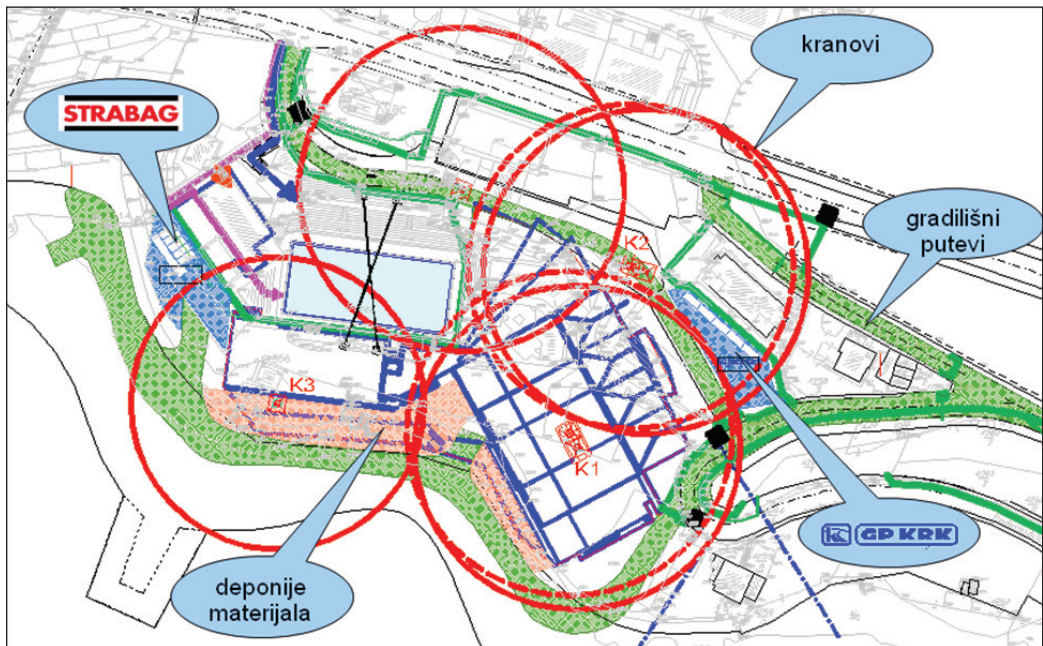 kranovi
STRABAG
gradilišni
putevi
K2
K3
K1
GP KRK
deponije
materijala